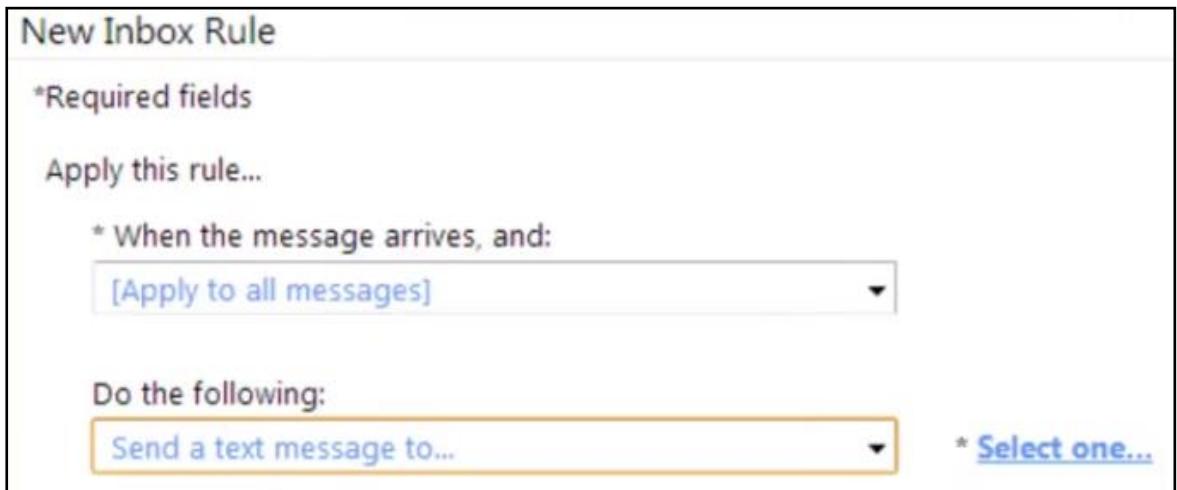 New Inbox Rule
*Required fields
Apply this rule...
* When the message arrives, and:
[Apply to all messages]
Do the following:
Send a text message to... * Select one...